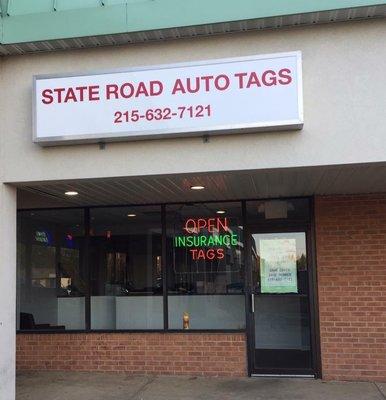 STATE ROAD AUTO TAGS
215-632-7121
OPEN
INSURANCE
TAGS